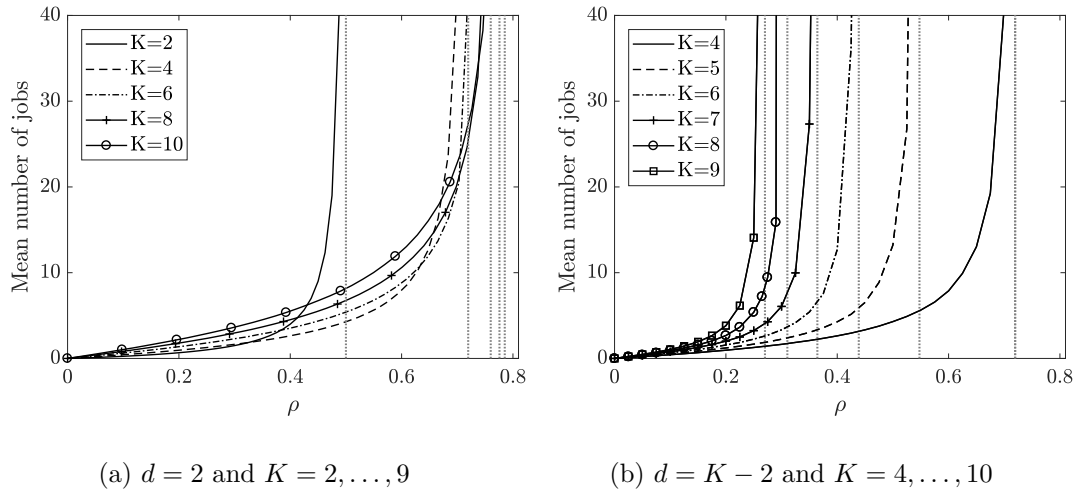 40
30
20
10
0
Mean number of jobs
K=2
K=4
K=6
K=8
K=10
0
0.2
0.4
0.6
0.8
ρ
(a) d = 2 and K = 2, . . . , 9
40
30
20
10
0
Mean number of jobs
K=4
K=5
K=6
K=7
K=8
K=9
0
0.2
0.4
0.6
0.8
ρ
(b) d = K − 2 and K = 4, . . . , 10